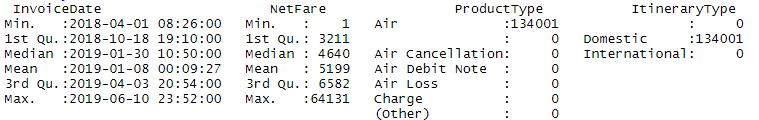 InvoiceDate NetFare ProductType ItineraryType
Min. :2018-04-01 08:26:00 Min. : 1 Air :134001 : 0
1st Qu.:2018-10-18 19:10:00 1st Qu.: 3211 : 0 Domestic :134001
Median :2019-01-30 10:50:00 Median : 4640 Air Cancellation: 0 International: 0
Mean :2019-01-08 00:09:27 Mean : 5199 Air Debit Note : 0
3rd Qu.:2019-04-03 20:54:00 3rd Qu.: 6582 Air Loss : 0
Max. :2019-06-10 23:52:00 Max. :64131 Charge : 0
(Other) : 0